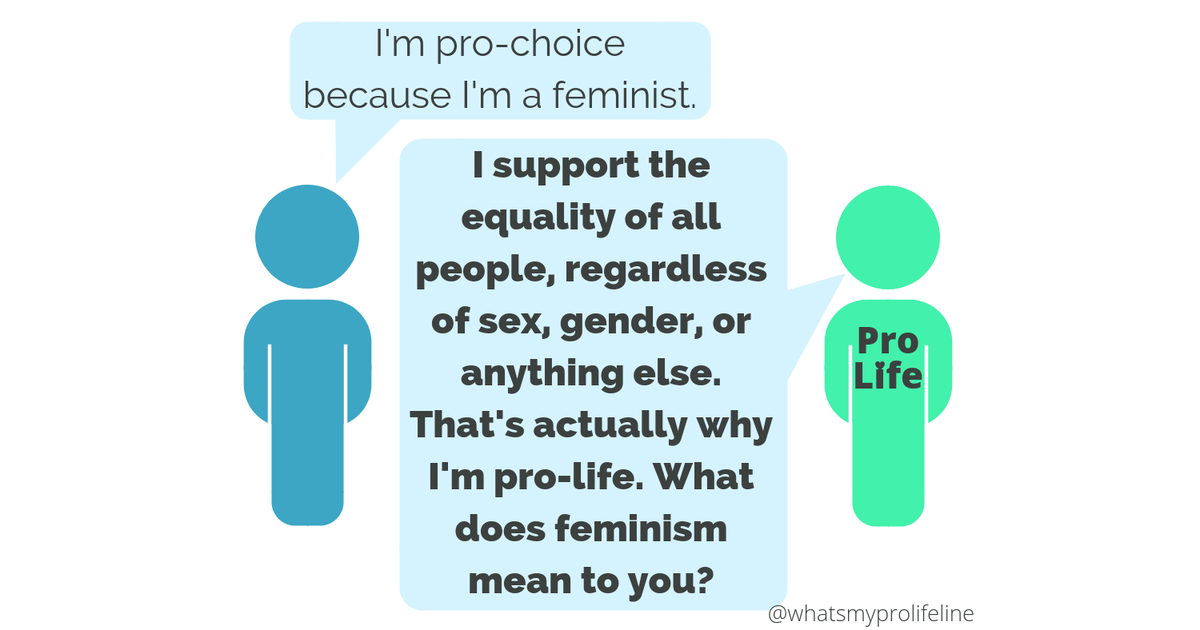 I'm pro-choice
because I'm a feminist.
I support the
equality of all
people, regardless
of sex, gender, or
anything else.
That's actually why
I'm pro-life. What
does feminism
mean to you?
Pro
Life
@whatsmyprolifeline